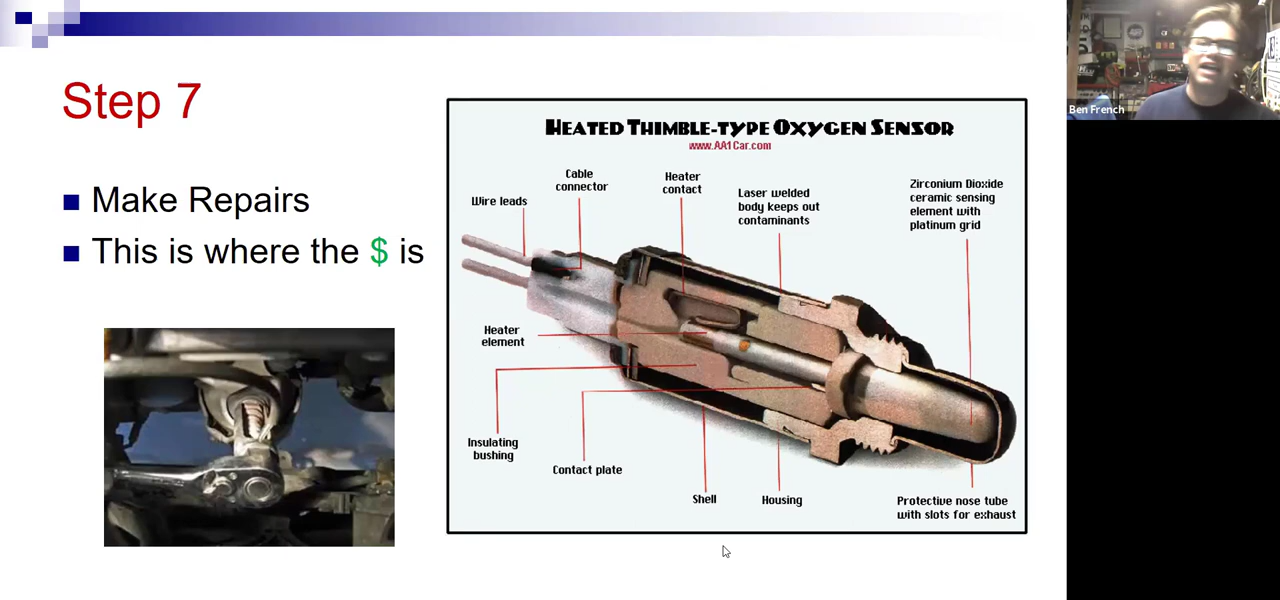 Step 7
Make Repairs
This is where the $ is
HEATED THIMBLE-TYPE OXYGEN SENSOR
www.AA1Car.com
Cable
connector
Wire leads
Heater
contact
Laser welded
body keeps out
contaminants
Zirconium Dioxide
ceramic sensing
element with
platinum grid
Heater
element
Insulating
bushing
Contact plate
Shell
Housing
Protective nose tube
with slots for exhaust
Ben French